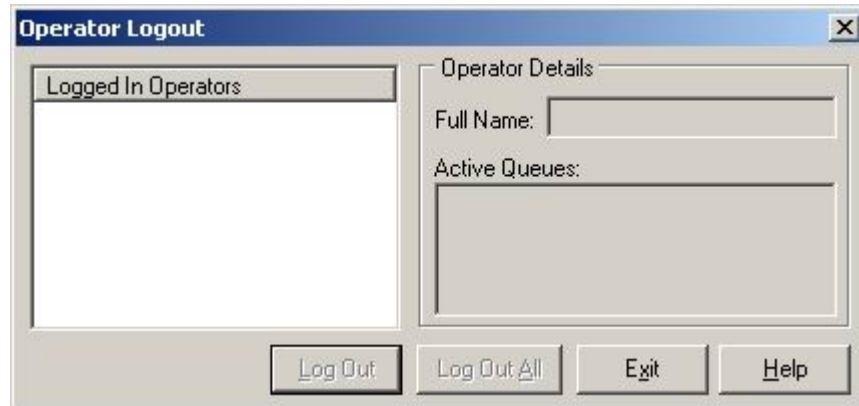 Operator Logout
Logged In Operators
Operator Details
Full Name:
Active Queues:
Log Out
Log Out All
Exit
Help